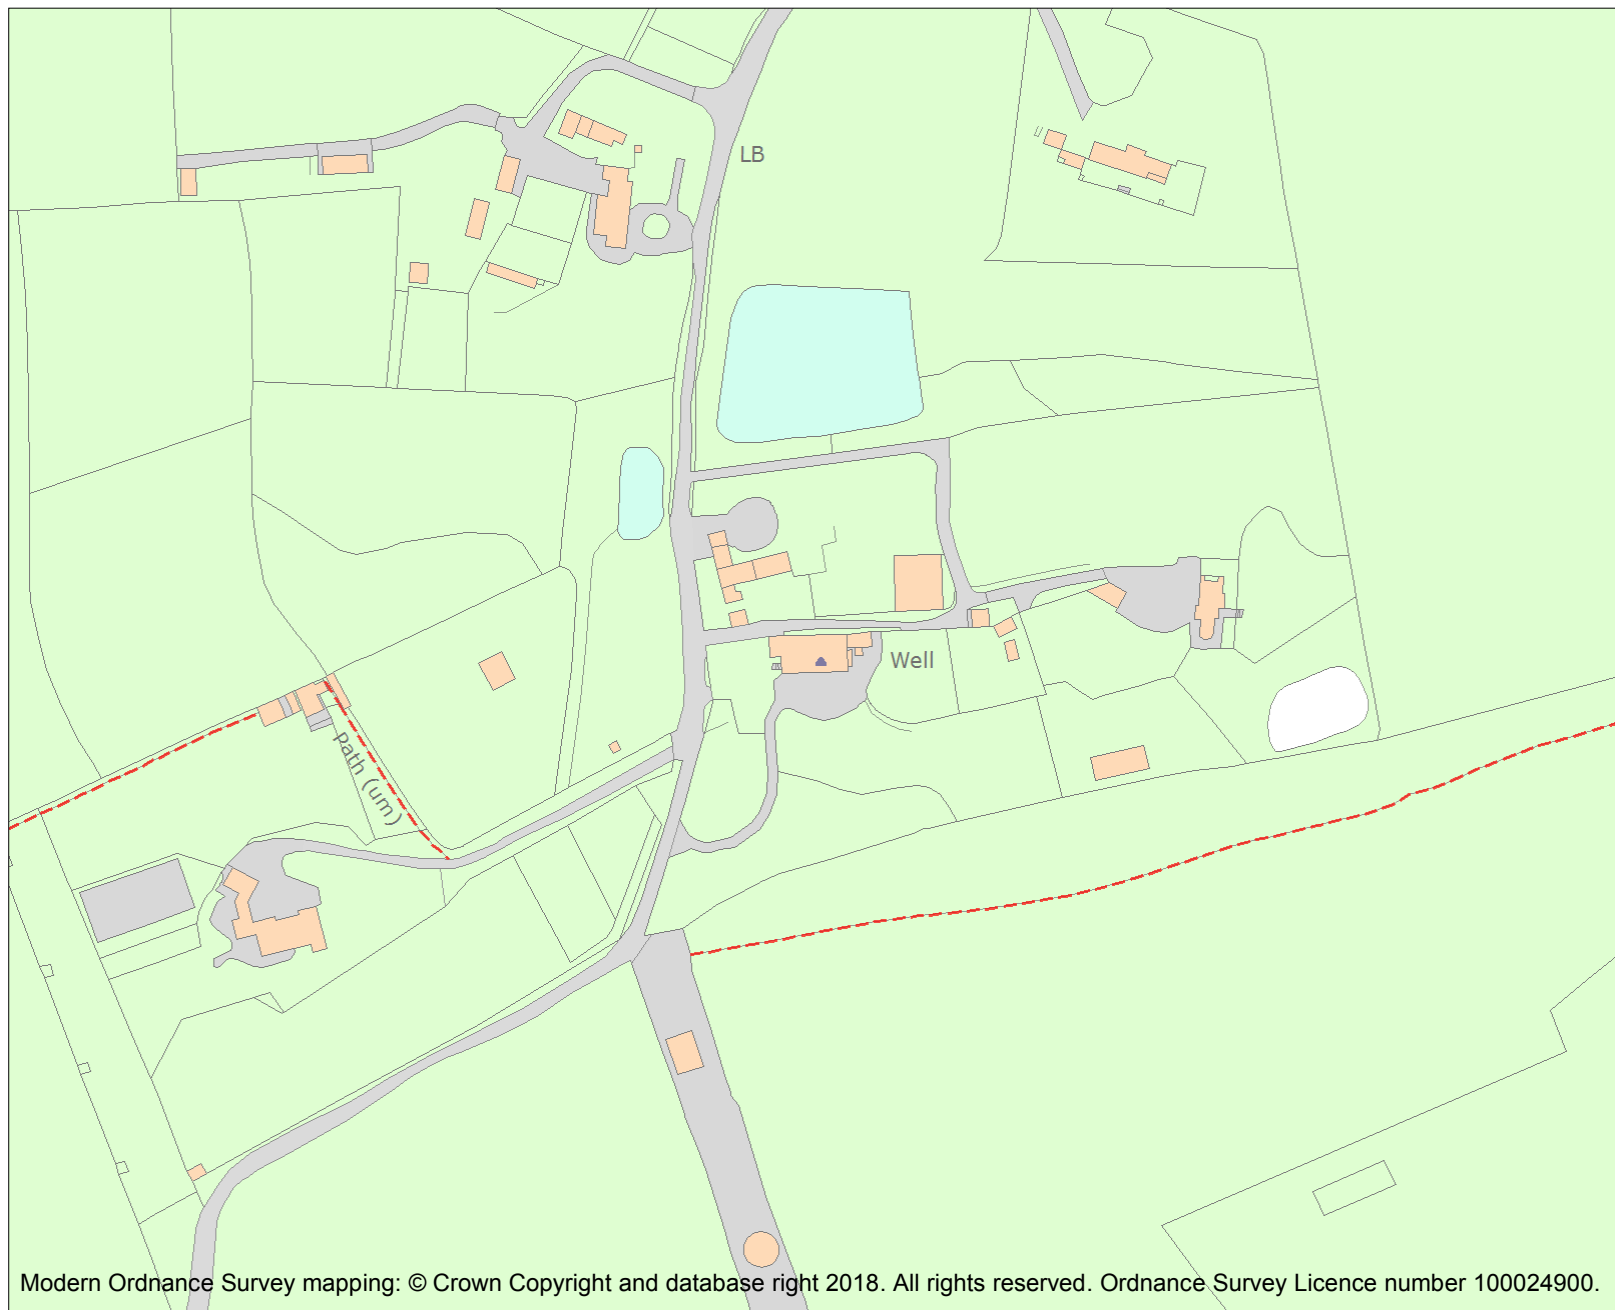 LB
Well
Path (um)
Modern Ordnance Survey mapping: © Crown Copyright and database right 2018. All rights reserved. Ordnance Survey Licence number 100024900.